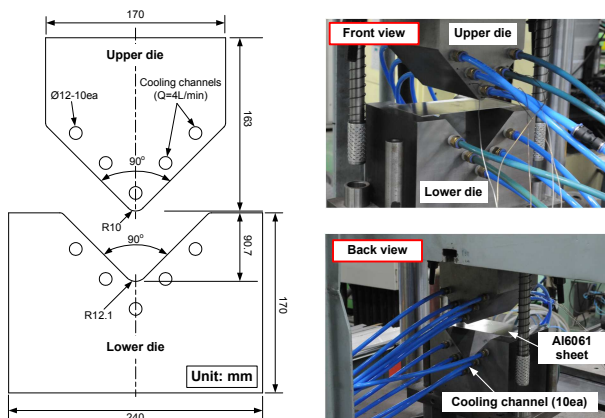 170
Upper die
Ø12-10ea
Cooling channels
(Q=4L/min)
163
90°
R10
90°
90.7
R12.1
170
Lower die
Unit: mm
240
Front view
Upper die
Lower die
Back view
Al6061
sheet
Cooling channel (10ea)